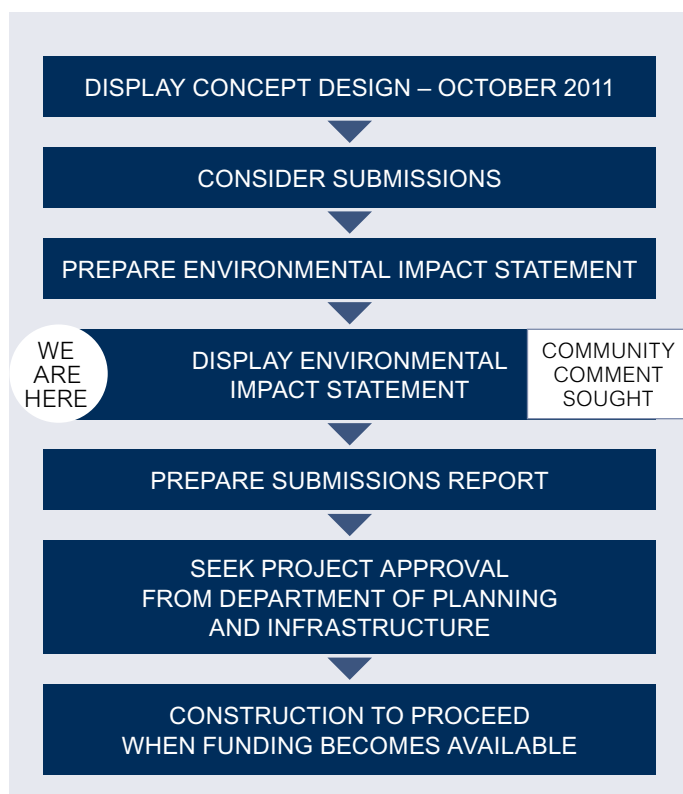 DISPLAY CONCEPT DESIGN – OCTOBER 2011
CONSIDER SUBMISSIONS
PREPARE ENVIRONMENTAL IMPACT STATEMENT
WE
ARE
HERE
DISPLAY ENVIRONMENTAL
IMPACT STATEMENT
COMMUNITY
COMMENT
SOUGHT
PREPARE SUBMISSIONS REPORT
SEEK PROJECT APPROVAL
FROM DEPARTMENT OF PLANNING
AND INFRASTRUCTURE
CONSTRUCTION TO PROCEED
WHEN FUNDING BECOMES AVAILABLE